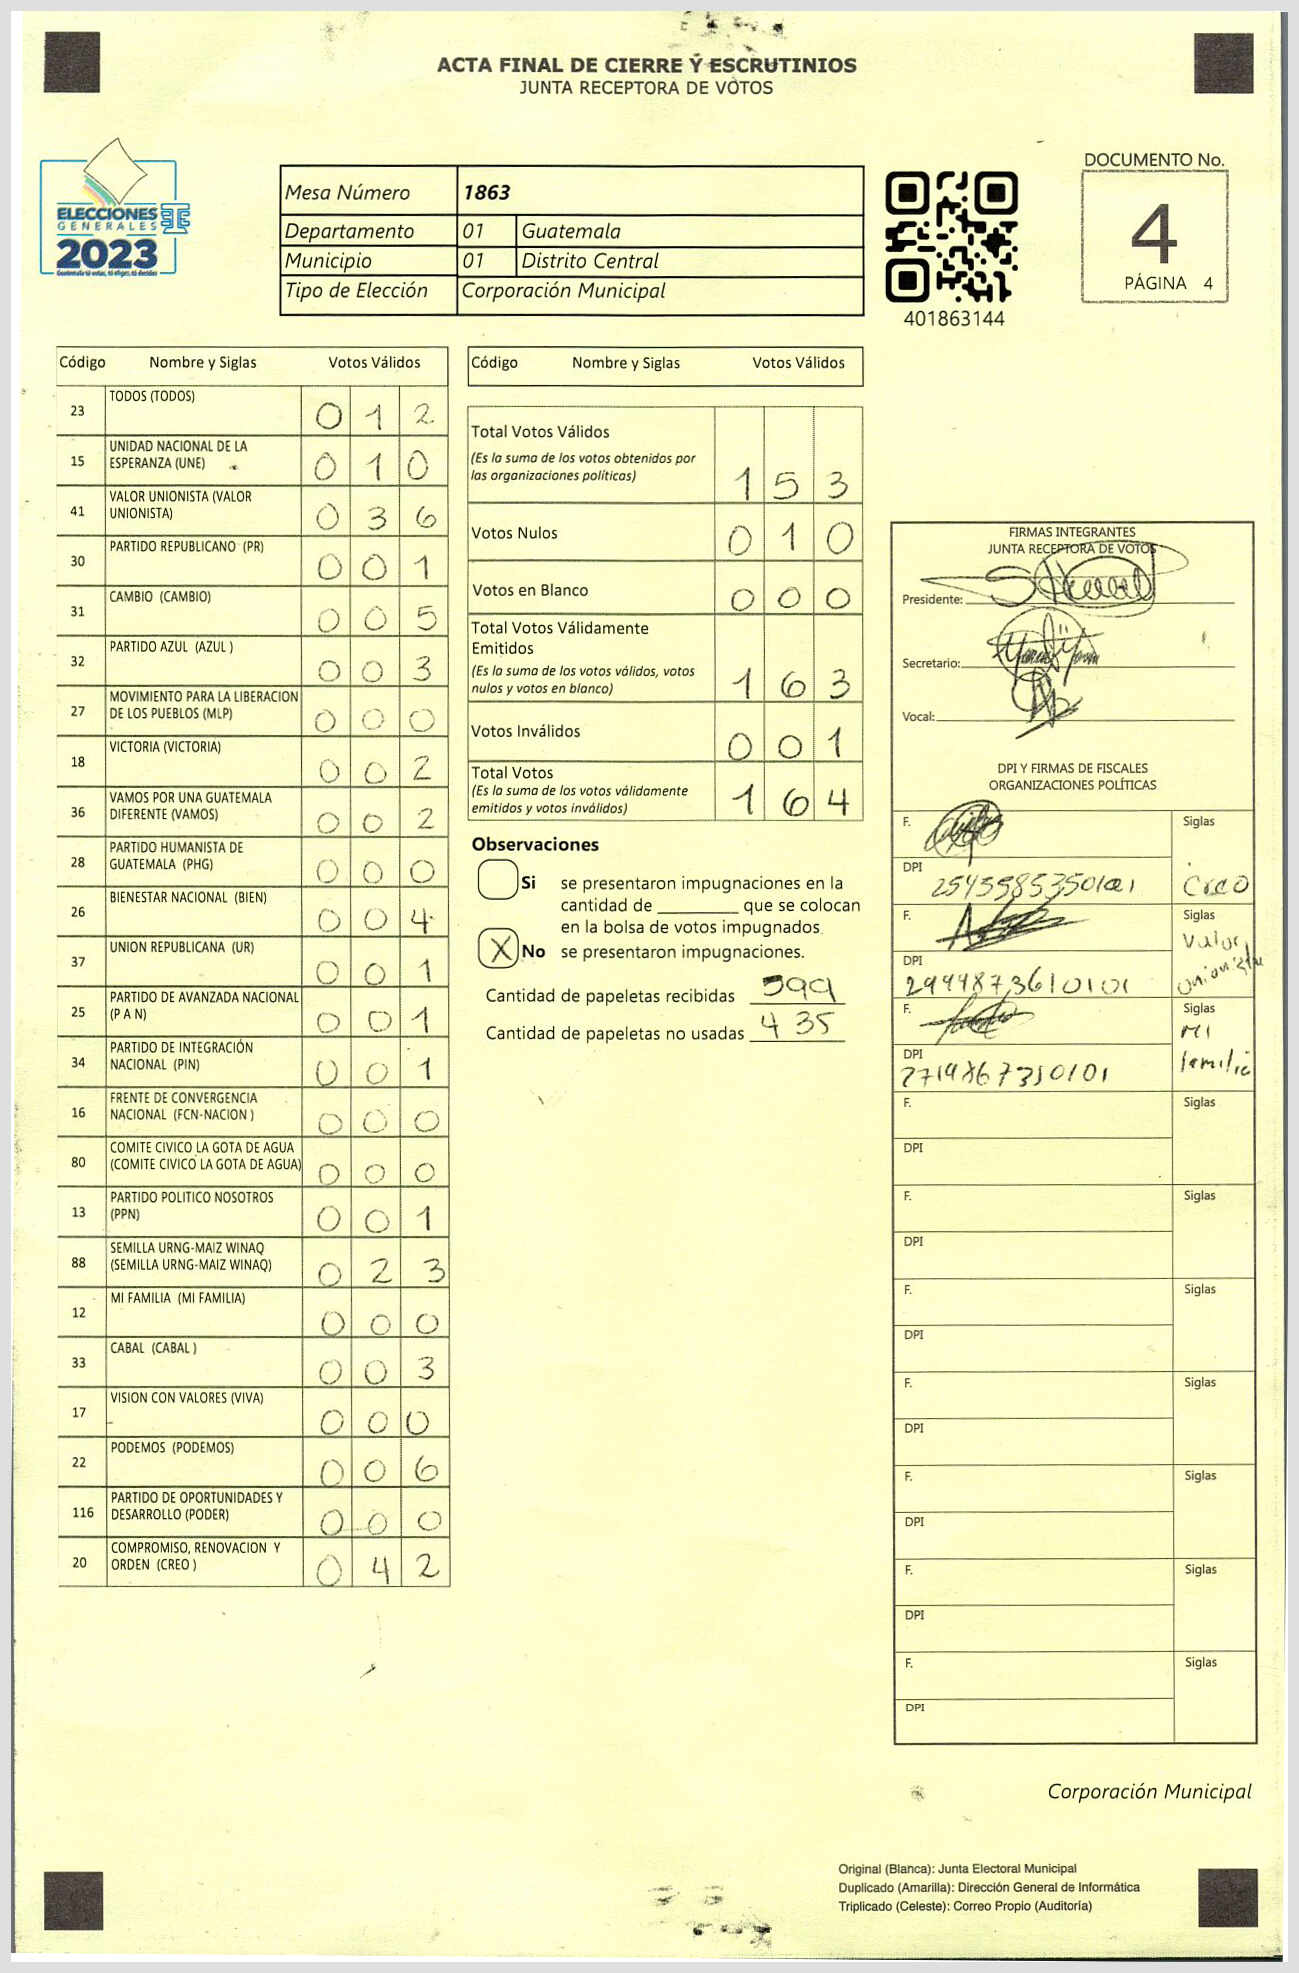 ACTA FINAL DE CIERRE Y ESCRUTINIOS
JUNTA RECEPTORA DE VOTOS
ELECCIONES
GENERALES
2023
Guatemala tú votas, tú eliges, tú decides
Mesa Número 1863
Departamento 01 Guatemala
Municipio 01 Distrito Central
Tipo de Elección Corporación Municipal
401863144
DOCUMENTO No.
4
PÁGINA 4
Código Nombre y Siglas Votos Válidos
23 TODOS (TODOS) 0 1 2
15 UNIDAD NACIONAL DE LA
ESPERANZA (UNE) 0 1 0
41 VALOR UNIONISTA (VALOR
UNIONISTA) 0 3 6
30 PARTIDO REPUBLICANO (PR) 0 0 1
31 CAMBIO (CAMBIO) 0 0 5
32 PARTIDO AZUL (AZUL ) 0 0 3
27 MOVIMIENTO PARA LA LIBERACION
DE LOS PUEBLOS (MLP) 0 0 0
18 VICTORIA (VICTORIA) 0 0 2
36 VAMOS POR UNA GUATEMALA
DIFERENTE (VAMOS) 0 0 2
28 PARTIDO HUMANISTA DE
GUATEMALA (PHG) 0 0 0
26 BIENESTAR NACIONAL (BIEN) 0 0 4
37 UNION REPUBLICANA (UR) 0 0 1
25 PARTIDO DE AVANZADA NACIONAL
(P A N) 0 0 1
34 PARTIDO DE INTEGRACIÓN
NACIONAL (PIN) 0 0 1
16 FRENTE DE CONVERGENCIA
NACIONAL (FCN-NACION ) 0 0 0
80 COMITE CIVICO LA GOTA DE AGUA
(COMITE CIVICO LA GOTA DE AGUA) 0 0 0
13 PARTIDO POLITICO NOSOTROS
(PPN) 0 0 1
88 SEMILLA URNG-MAIZ WINAQ
(SEMILLA URNG-MAIZ WINAQ) 0 2 3
12 MI FAMILIA (MI FAMILIA) 0 0 0
33 CABAL (CABAL ) 0 0 3
17 VISION CON VALORES (VIVA) 0 0 0
22 PODEMOS (PODEMOS) 0 0 6
116 PARTIDO DE OPORTUNIDADES Y
DESARROLLO (PODER) 0 0 0
20 COMPROMISO, RENOVACION Y
ORDEN (CREO ) 0 4 2
Código Nombre y Siglas Votos Válidos
Total Votos Válidos
(Es la suma de los votos obtenidos por
las organizaciones políticas) 1 5 3
Votos Nulos 0 1 0
Votos en Blanco 0 0 0
Total Votos Válidamente
Emitidos
(Es la suma de los votos válidos, votos
nulos y votos en blanco) 1 6 3
Votos Inválidos 0 0 1
Total Votos
(Es la suma de los votos válidamente
emitidos y votos inválidos) 1 6 4
Observaciones
Si se presentaron impugnaciones en la
cantidad de ________ que se colocan
en la bolsa de votos impugnados.
X No se presentaron impugnaciones.
Cantidad de papeletas recibidas 599
Cantidad de papeletas no usadas 435
FIRMAS INTEGRANTES
JUNTA RECEPTORA DE VOTOS
Presidente:
Secretario:
Vocal:
DPI Y FIRMAS DE FISCALES
ORGANIZACIONES POLÍTICAS
F. Siglas
DPI Creo
F. Siglas
Valor
Unionista
DPI 2944873610101
F. Siglas
Mi
familia
DPI 2719867350101
F. Siglas
DPI
F. Siglas
DPI
F. Siglas
DPI
F. Siglas
DPI
F. Siglas
DPI
F. Siglas
DPI
F. Siglas
DPI
Corporación Municipal
Original (Blanca): Junta Electoral Municipal
Duplicado (Amarilla): Dirección General de Informática
Triplicado (Celeste): Correo Propio (Auditoría)